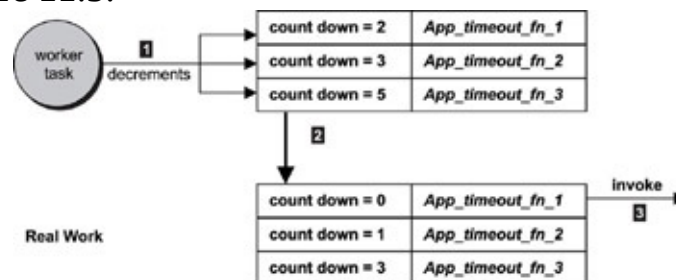 worker
task
1
decrements
count down = 2 App_timeout_fn_1
count down = 3 App_timeout_fn_2
count down = 5 App_timeout_fn_3
2
count down = 0 App_timeout_fn_1
count down = 1 App_timeout_fn_2
count down = 3 App_timeout_fn_3
invoke
3
Real Work